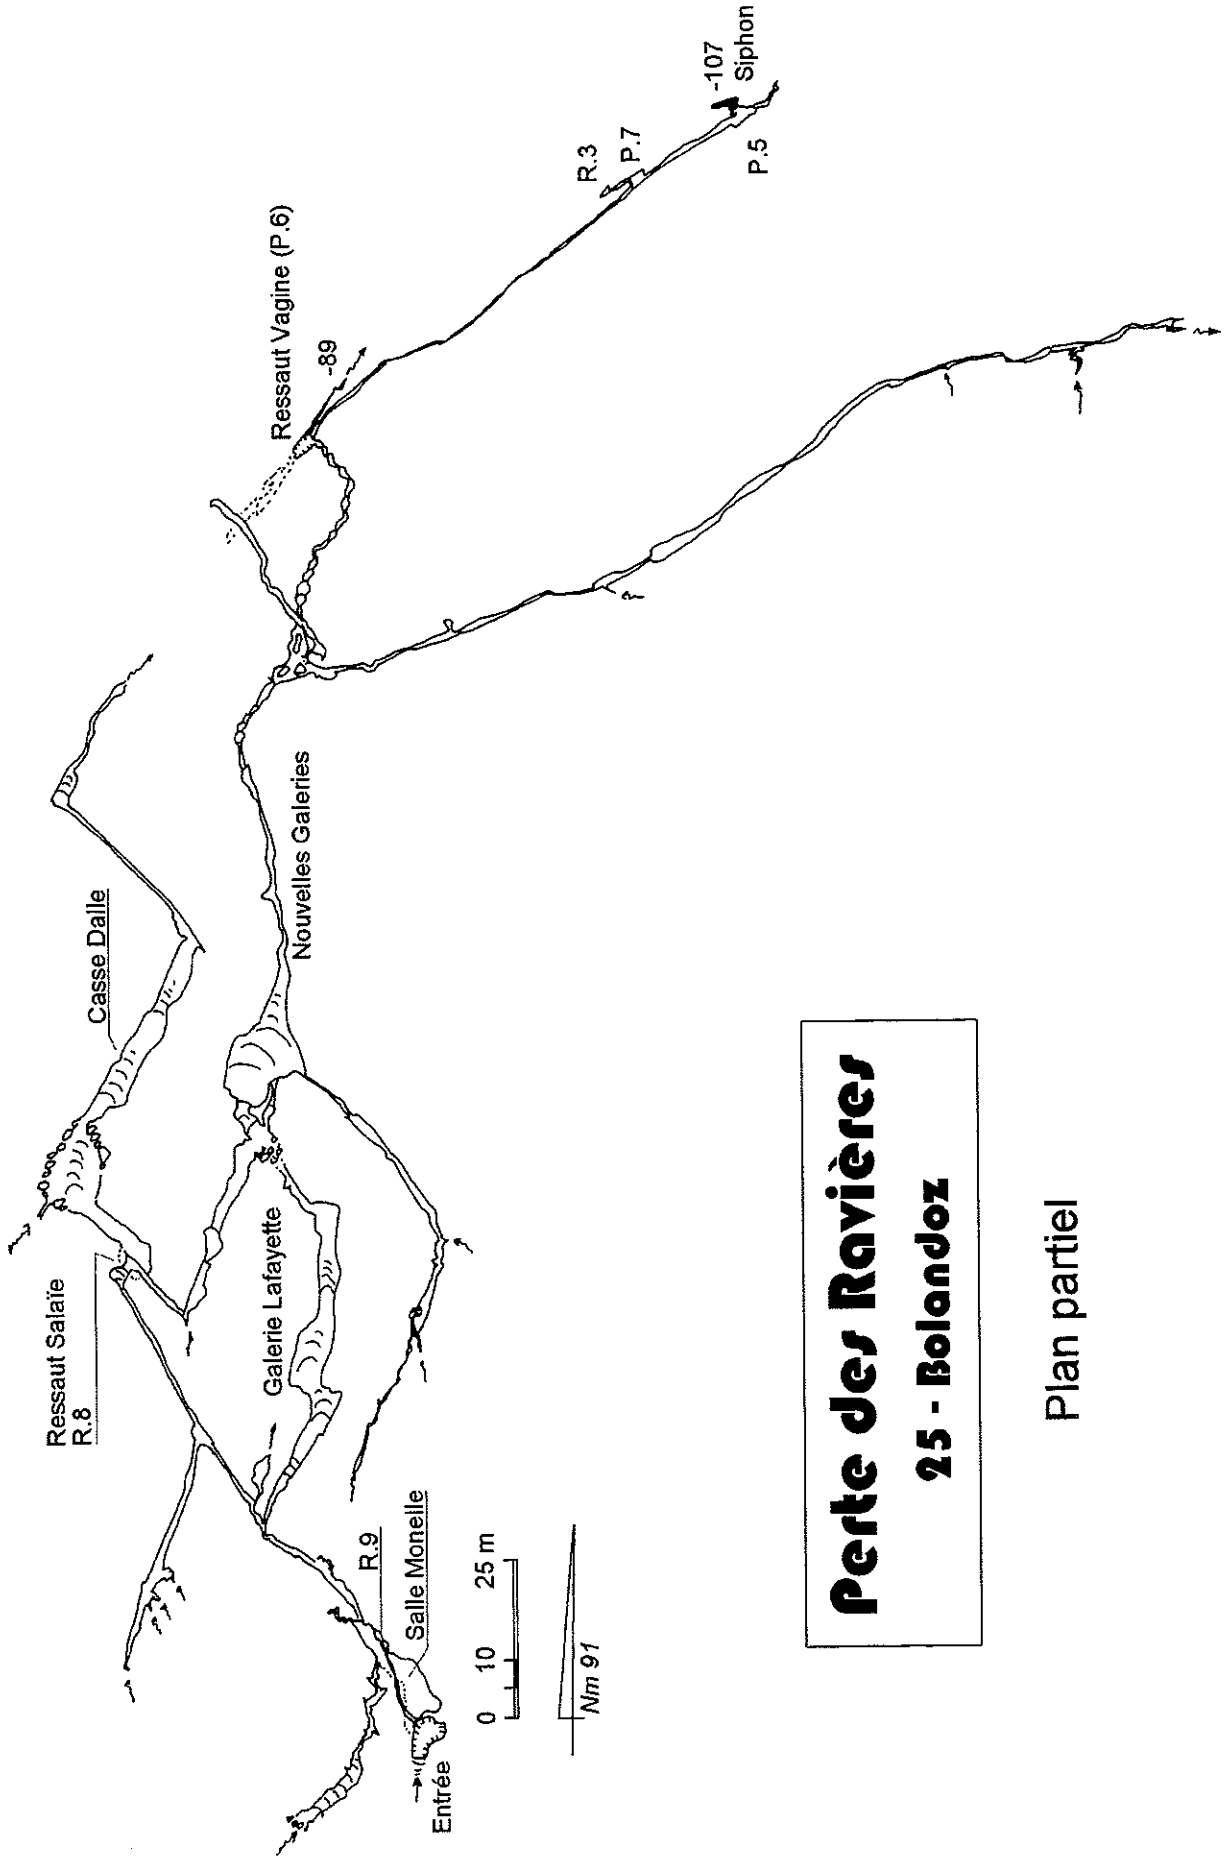 Ressaut Vagine (P.6)
-89
R.3
P.7
-107
Siphon
P.5
Casse Dalle
Nouvelles Galeries
Ressaut Salaïe
R.8
Galerie Lafayette
R.9
Salle Monelle
Entrée
0 10 25 m
Nm 91
Perte des Ravières
25 - Bolandoz
Plan partiel